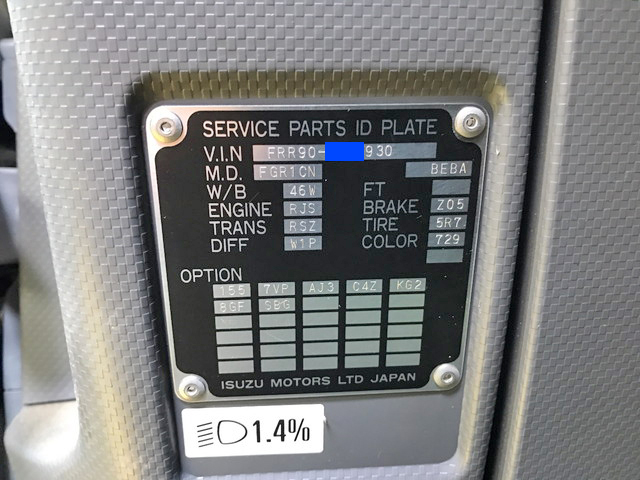 SERVICE PARTS ID PLATE
V.I.N FRR90- 930
M.D. FGR1CN BEBA
W/B 46W FT
ENGINE RJS BRAKE Z05
TRANS RSZ TIRE 5R7
DIFF W1P COLOR 729
OPTION
155 7VP AJ3 C4Z KG2
8GF SBG
ISUZU MOTORS LTD JAPAN
1.4%